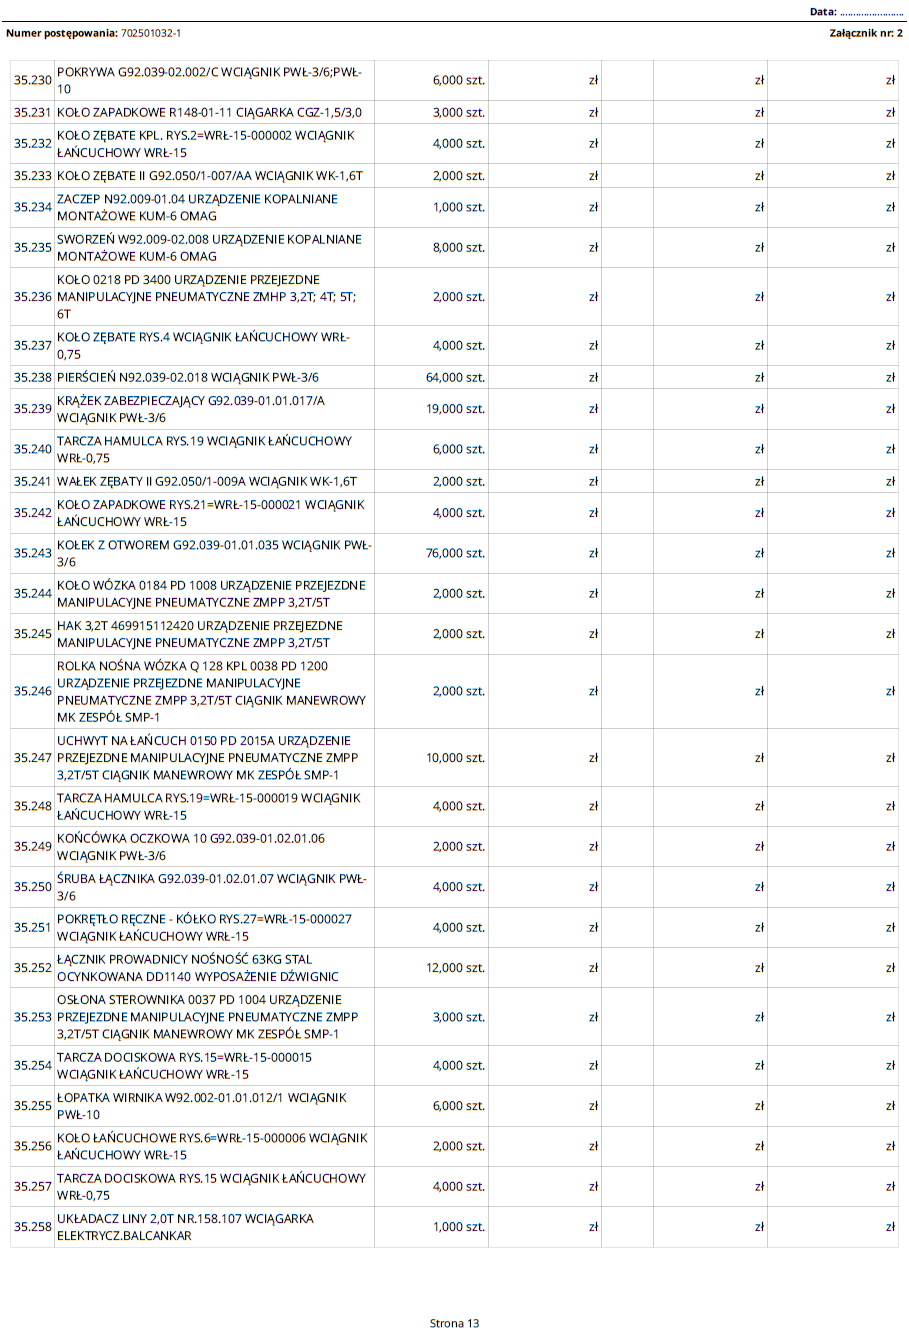 Data: ........................
Numer postępowania: 702501032-1 Załącznik nr: 2
POKRYWA G92.039-02.002/C WCIĄGNIK PWŁ-3/6;PWŁ-
35.230 6,000 szt. zł zł zł
10
35.231 KOŁO ZAPADKOWE R148-01-11 CIĄGARKA CGZ-1,5/3,0 3,000 szt. zł zł zł
KOŁO ZĘBATE KPL. RYS.2=WRŁ-15-000002 WCIĄGNIK
35.232 4,000 szt. zł zł zł
ŁAŃCUCHOWY WRŁ-15
35.233 KOŁO ZĘBATE II G92.050/1-007/AA WCIĄGNIK WK-1,6T 2,000 szt. zł zł zł
ZACZEP N92.009-01.04 URZĄDZENIE KOPALNIANE
35.234 1,000 szt. zł zł zł
MONTAŻOWE KUM-6 OMAG
SWORZEŃ W92.009-02.008 URZĄDZENIE KOPALNIANE
35.235 8,000 szt. zł zł zł
MONTAŻOWE KUM-6 OMAG
KOŁO 0218 PD 3400 URZĄDZENIE PRZEJEZDNE
35.236 MANIPULACYJNE PNEUMATYCZNE ZMHP 3,2T; 4T; 5T; 2,000 szt. zł zł zł
6T
KOŁO ZĘBATE RYS.4 WCIĄGNIK ŁAŃCUCHOWY WRŁ-
35.237 4,000 szt. zł zł zł
0,75
35.238 PIERŚCIEŃ N92.039-02.018 WCIĄGNIK PWŁ-3/6 64,000 szt. zł zł zł
KRĄŻEK ZABEZPIECZAJĄCY G92.039-01.01.017/A
35.239 19,000 szt. zł zł zł
WCIĄGNIK PWŁ-3/6
TARCZA HAMULCA RYS.19 WCIĄGNIK ŁAŃCUCHOWY
35.240 6,000 szt. zł zł zł
WRŁ-0,75
35.241 WAŁEK ZĘBATY II G92.050/1-009A WCIĄGNIK WK-1,6T 2,000 szt. zł zł zł
KOŁO ZAPADKOWE RYS.21=WRŁ-15-000021 WCIĄGNIK
35.242 4,000 szt. zł zł zł
ŁAŃCUCHOWY WRŁ-15
KOŁEK Z OTWOREM G92.039-01.01.035 WCIĄGNIK PWŁ-
35.243 76,000 szt. zł zł zł
3/6
KOŁO WÓZKA 0184 PD 1008 URZĄDZENIE PRZEJEZDNE
35.244 2,000 szt. zł zł zł
MANIPULACYJNE PNEUMATYCZNE ZMPP 3,2T/5T
HAK 3,2T 469915112420 URZĄDZENIE PRZEJEZDNE
35.245 2,000 szt. zł zł zł
MANIPULACYJNE PNEUMATYCZNE ZMPP 3,2T/5T
ROLKA NOŚNA WÓZKA Q 128 KPL 0038 PD 1200
URZĄDZENIE PRZEJEZDNE MANIPULACYJNE
35.246 2,000 szt. zł zł zł
PNEUMATYCZNE ZMPP 3,2T/5T CIĄGNIK MANEWROWY
MK ZESPÓŁ SMP-1
UCHWYT NA ŁAŃCUCH 0150 PD 2015A URZĄDZENIE
35.247 PRZEJEZDNE MANIPULACYJNE PNEUMATYCZNE ZMPP 10,000 szt. zł zł zł
3,2T/5T CIĄGNIK MANEWROWY MK ZESPÓŁ SMP-1
TARCZA HAMULCA RYS.19=WRŁ-15-000019 WCIĄGNIK
35.248 4,000 szt. zł zł zł
ŁAŃCUCHOWY WRŁ-15
KOŃCÓWKA OCZKOWA 10 G92.039-01.02.01.06
35.249 2,000 szt. zł zł zł
WCIĄGNIK PWŁ-3/6
ŚRUBA ŁĄCZNIKA G92.039-01.02.01.07 WCIĄGNIK PWŁ-
35.250 4,000 szt. zł zł zł
3/6
POKRĘTŁO RĘCZNE - KÓŁKO RYS.27=WRŁ-15-000027
35.251 4,000 szt. zł zł zł
WCIĄGNIK ŁAŃCUCHOWY WRŁ-15
ŁĄCZNIK PROWADNICY NOŚNOŚĆ 63KG STAL
35.252 12,000 szt. zł zł zł
OCYNKOWANA DD1140 WYPOSAŻENIE DŹWIGNIC
OSŁONA STEROWNIKA 0037 PD 1004 URZĄDZENIE
35.253 PRZEJEZDNE MANIPULACYJNE PNEUMATYCZNE ZMPP 3,000 szt. zł zł zł
3,2T/5T CIĄGNIK MANEWROWY MK ZESPÓŁ SMP-1
TARCZA DOCISKOWA RYS.15=WRŁ-15-000015
35.254 4,000 szt. zł zł zł
WCIĄGNIK ŁAŃCUCHOWY WRŁ-15
ŁOPATKA WIRNIKA W92.002-01.01.012/1 WCIĄGNIK
35.255 6,000 szt. zł zł zł
PWŁ-10
KOŁO ŁAŃCUCHOWE RYS.6=WRŁ-15-000006 WCIĄGNIK
35.256 2,000 szt. zł zł zł
ŁAŃCUCHOWY WRŁ-15
TARCZA DOCISKOWA RYS.15 WCIĄGNIK ŁAŃCUCHOWY
35.257 4,000 szt. zł zł zł
WRŁ-0,75
UKŁADACZ LINY 2,0T NR.158.107 WCIĄGARKA
35.258 1,000 szt. zł zł zł
ELEKTRYCZ.BALCANKAR
Strona 13